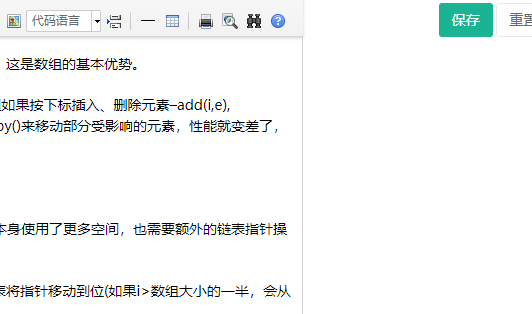 代码语言
保存
重置
这是数组的基本优势。
如果按下标插入、删除元素–add(i,e),
py()来移动部分受影响的元素，性能就变差了，
本身使用了更多空间，也需要额外的链表指针操
表将指针移动到位(如果i>数组大小的一半，会从